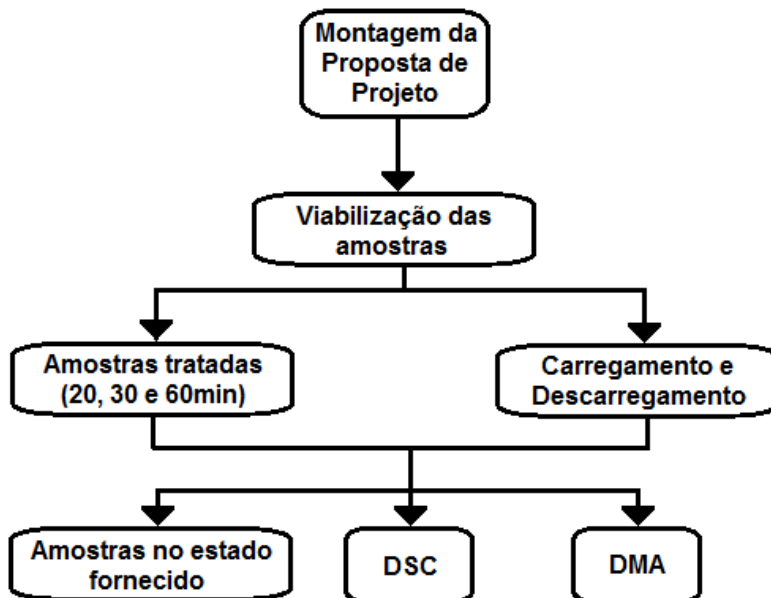 Montagem da
Proposta de
Projeto
Viabilização das
amostras
Amostras tratadas
(20, 30 e 60min)
Carregamento e
Descarregamento
Amostras no estado
fornecido
DSC
DMA